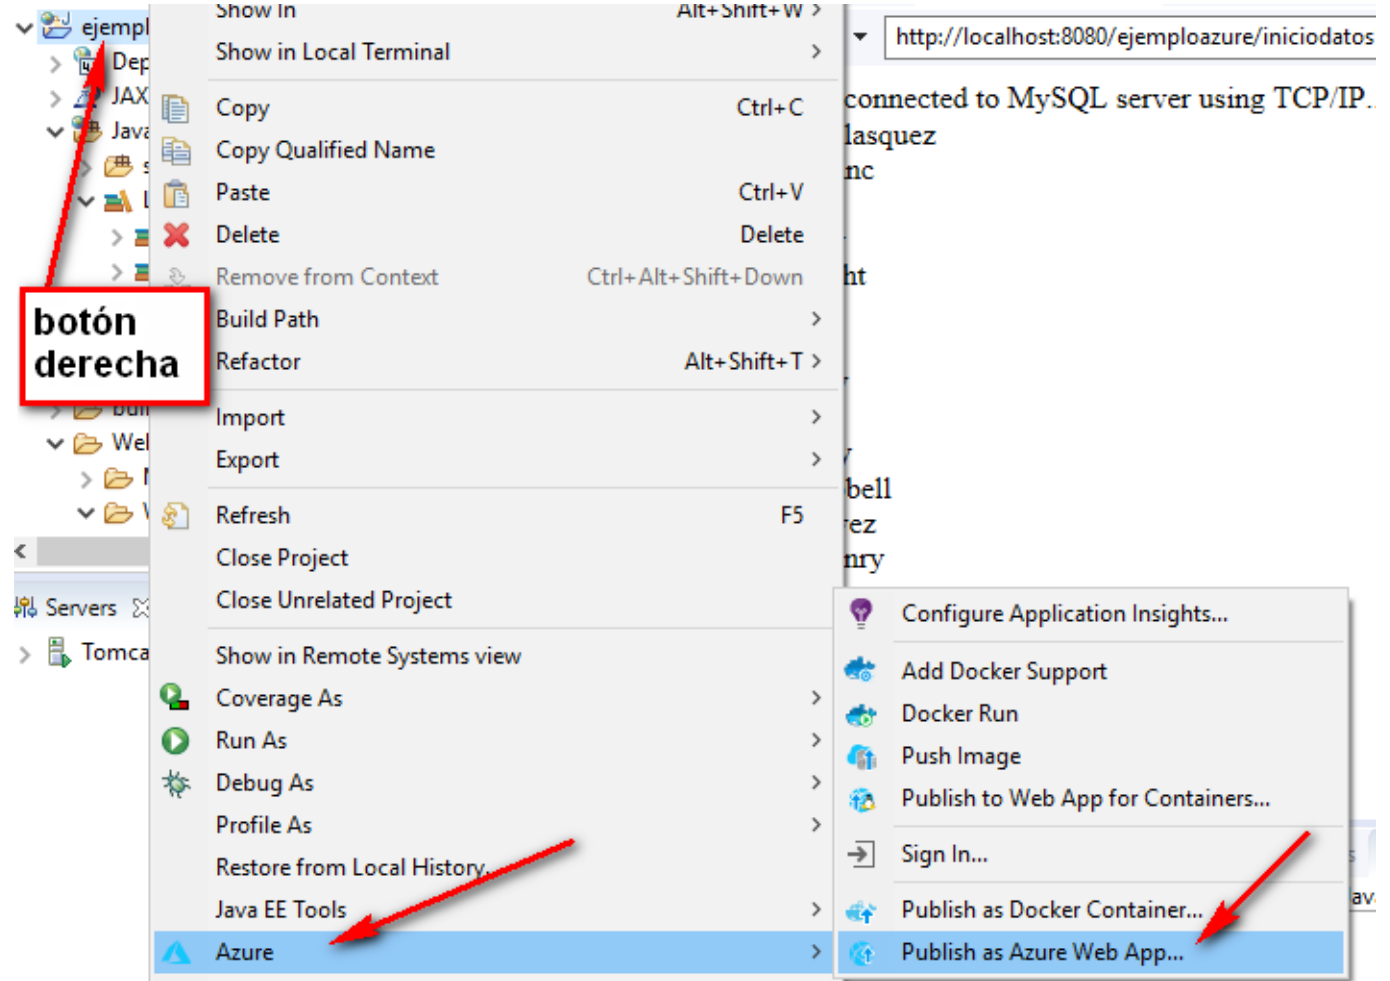 Show In Alt+Shift+W >
ejempl
http://localhost:8080/ejemploazure/iniciodatos
Show in Local Terminal >
Dep
JAX
connected to MySQL server using TCP/IP..
Copy Ctrl+C
Java
lasquez
Copy Qualified Name
nc
Paste Ctrl+V
Delete Delete
Remove from Context Ctrl+Alt+Shift+Down
ht
botón
derecha
Build Path >
Refactor Alt+Shift+T >
Import >
Wel
Export >
bell
Refresh F5
ez
Close Project
nry
Close Unrelated Project
Servers
Tomca
Show in Remote Systems view
Coverage As >
Run As >
Debug As >
Profile As >
Restore from Local History..
Java EE Tools >
Azure >
Configure Application Insights...
Add Docker Support
Docker Run
Push Image
Publish to Web App for Containers...
Sign In...
Publish as Docker Container...
Publish as Azure Web App...